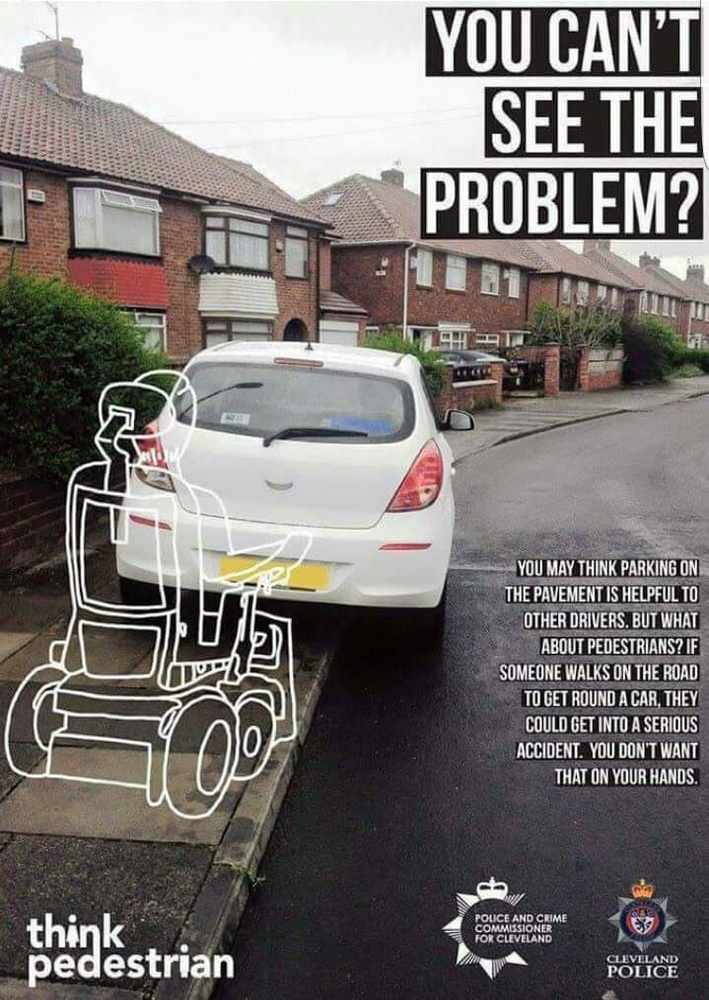 YOU CAN'T
SEE THE
PROBLEM?
YOU MAY THINK PARKING ON
THE PAVEMENT IS HELPFUL TO
OTHER DRIVERS. BUT WHAT
ABOUT PEDESTRIANS? IF
SOMEONE WALKS ON THE ROAD
TO GET ROUND A CAR, THEY
COULD GET INTO A SERIOUS
ACCIDENT. YOU DON'T WANT
THAT ON YOUR HANDS.
think
pedestrian
POLICE AND CRIME
COMMISSIONER
FOR CLEVELAND
CLEVELAND
POLICE